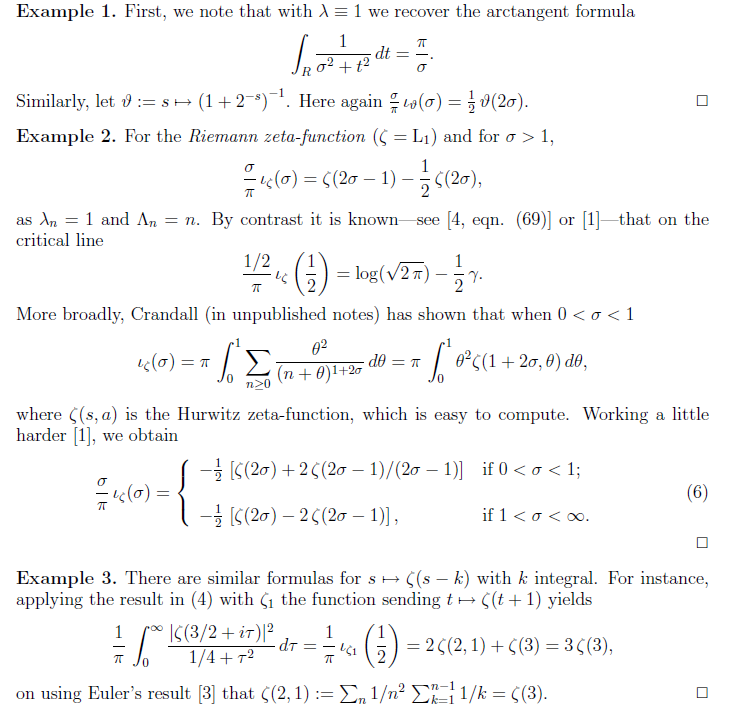 Example 1. First, we note that with λ ≡ 1 we recover the arctangent formula
∫_R 1/(σ² + t²) dt = π/σ.
Similarly, let ϑ := s ↦ (1 + 2^{−s})^{−1}. Here again σ/π ι_ϑ(σ) = 1/2 ϑ(2σ). □
Example 2. For the Riemann zeta-function (ζ = L₁) and for σ > 1,
σ/π ι_ζ(σ) = ζ(2σ − 1) − 1/2 ζ(2σ),
as λₙ = 1 and Λₙ = n. By contrast it is known—see [4, eqn. (69)] or [1]—that on the
critical line
(1/2)/π ι_ζ(1/2) = log(√(2 π)) − 1/2 γ.
More broadly, Crandall (in unpublished notes) has shown that when 0 < σ < 1
ι_ζ(σ) = π ∫₀¹ ∑_{n≥0} θ²/(n + θ)^{1+2σ} dθ = π ∫₀¹ θ²ζ(1 + 2σ, θ) dθ,
where ζ(s, a) is the Hurwitz zeta-function, which is easy to compute. Working a little
harder [1], we obtain
σ/π ι_ζ(σ) = { −1/2 [ζ(2σ) + 2 ζ(2σ − 1)/(2σ − 1)] if 0 < σ < 1;
−1/2 [ζ(2σ) − 2 ζ(2σ − 1)], if 1 < σ < ∞. (6)
□
Example 3. There are similar formulas for s ↦ ζ(s − k) with k integral. For instance,
applying the result in (4) with ζ₁ the function sending t ↦ ζ(t + 1) yields
1/π ∫₀^∞ |ζ(3/2 + iτ)|²/(1/4 + τ²) dτ = 1/π ι_{ζ₁}(1/2) = 2 ζ(2, 1) + ζ(3) = 3 ζ(3),
on using Euler's result [3] that ζ(2, 1) := ∑ₙ 1/n² ∑_{k=1}^{n−1} 1/k = ζ(3). □